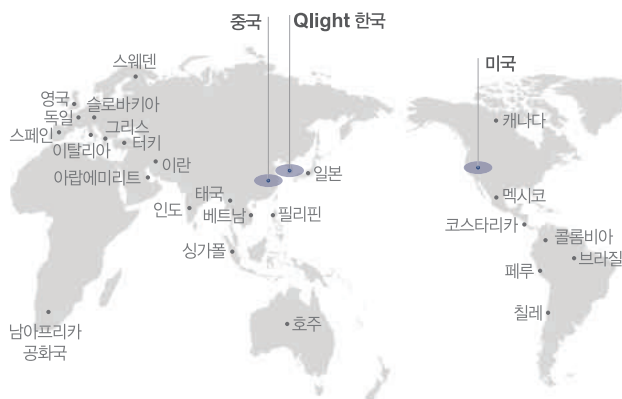 중국
Qlight 한국
미국
스웨덴
영국
독일
슬로바키아
스페인
이탈리아
그리스
터키
이란
아랍에미리트
인도
태국
베트남
필리핀
일본
싱가폴
호주
남아프리카
공화국
캐나다
멕시코
코스타리카
콜롬비아
브라질
페루
칠레